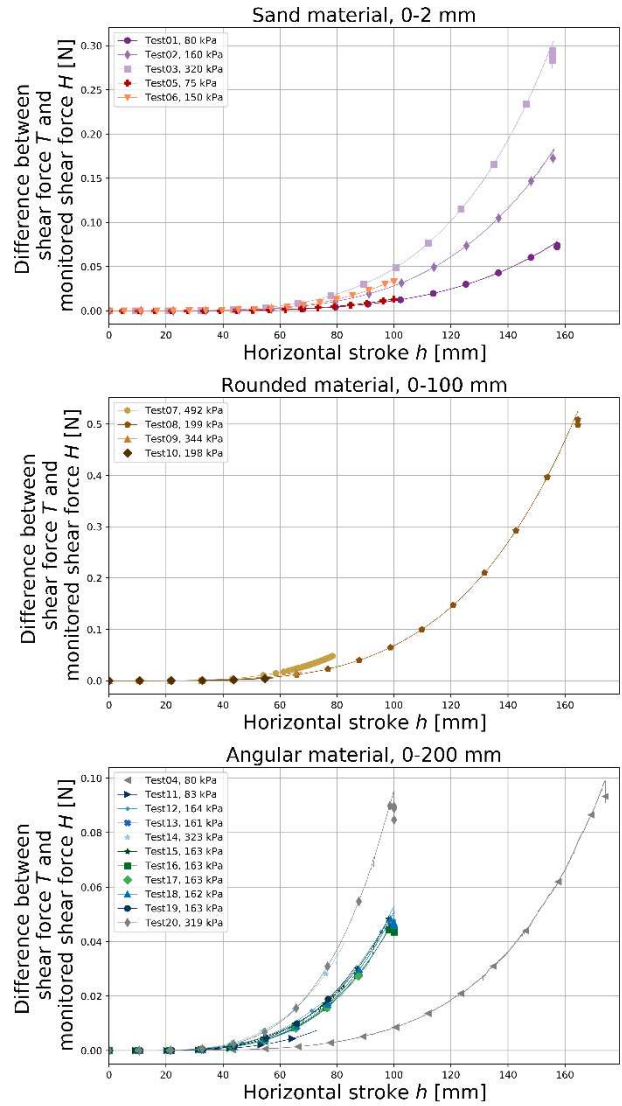 Sand material, 0-2 mm
Difference between
shear force T and
monitored shear force H [N]
0.30
0.25
0.20
0.15
0.10
0.05
0.00
Test01, 80 kPa
Test02, 160 kPa
Test03, 320 kPa
Test05, 75 kPa
Test06, 150 kPa
0 20 40 60 80 100 120 140 160
Horizontal stroke h [mm]
Rounded material, 0-100 mm
Difference between
shear force T and
monitored shear force H [N]
0.5
0.4
0.3
0.2
0.1
0.0
Test07, 492 kPa
Test08, 199 kPa
Test09, 344 kPa
Test10, 198 kPa
0 20 40 60 80 100 120 140 160
Horizontal stroke h [mm]
Angular material, 0-200 mm
Difference between
shear force T and
monitored shear force H [N]
0.10
0.08
0.06
0.04
0.02
0.00
Test04, 80 kPa
Test11, 83 kPa
Test12, 164 kPa
Test13, 161 kPa
Test14, 323 kPa
Test15, 163 kPa
Test16, 163 kPa
Test17, 163 kPa
Test18, 162 kPa
Test19, 163 kPa
Test20, 319 kPa
0 20 40 60 80 100 120 140 160
Horizontal stroke h [mm]